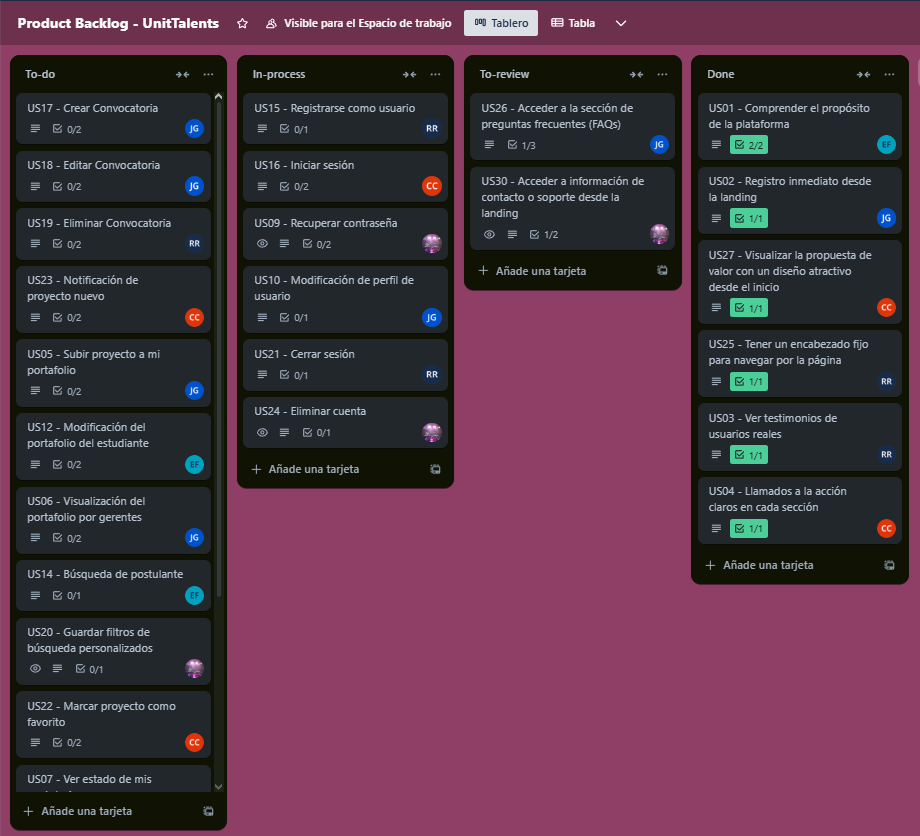 Product Backlog - UnitTalents
Visible para el Espacio de trabajo
Tablero
Tabla
To-do
US17 - Crear Convocatoria
0/2
JG
US18 - Editar Convocatoria
0/2
JG
US19 - Eliminar Convocatoria
0/2
RR
US23 - Notificación de
proyecto nuevo
0/2
CC
US05 - Subir proyecto a mi
portafolio
0/2
JG
US12 - Modificación del
portafolio del estudiante
0/2
EF
US06 - Visualización del
portafolio por gerentes
0/2
JG
US14 - Búsqueda de postulante
0/1
EF
US20 - Guardar filtros de
búsqueda personalizados
0/1
US22 - Marcar proyecto como
favorito
0/2
CC
US07 - Ver estado de mis
Añade una tarjeta
In-process
US15 - Registrarse como usuario
0/1
RR
US16 - Iniciar sesión
0/2
CC
US09 - Recuperar contraseña
0/2
US10 - Modificación de perfil de
usuario
0/1
JG
US21 - Cerrar sesión
0/1
RR
US24 - Eliminar cuenta
0/1
Añade una tarjeta
To-review
US26 - Acceder a la sección de
preguntas frecuentes (FAQs)
1/3
JG
US30 - Acceder a información de
contacto o soporte desde la
landing
1/2
Añade una tarjeta
Done
US01 - Comprender el propósito
de la plataforma
2/2
EF
US02 - Registro inmediato desde
la landing
1/1
JG
US27 - Visualizar la propuesta de
valor con un diseño atractivo
desde el inicio
1/1
CC
US25 - Tener un encabezado fijo
para navegar por la página
1/1
RR
US03 - Ver testimonios de
usuarios reales
1/1
RR
US04 - Llamados a la acción
claros en cada sección
1/1
CC
Añade una tarjeta